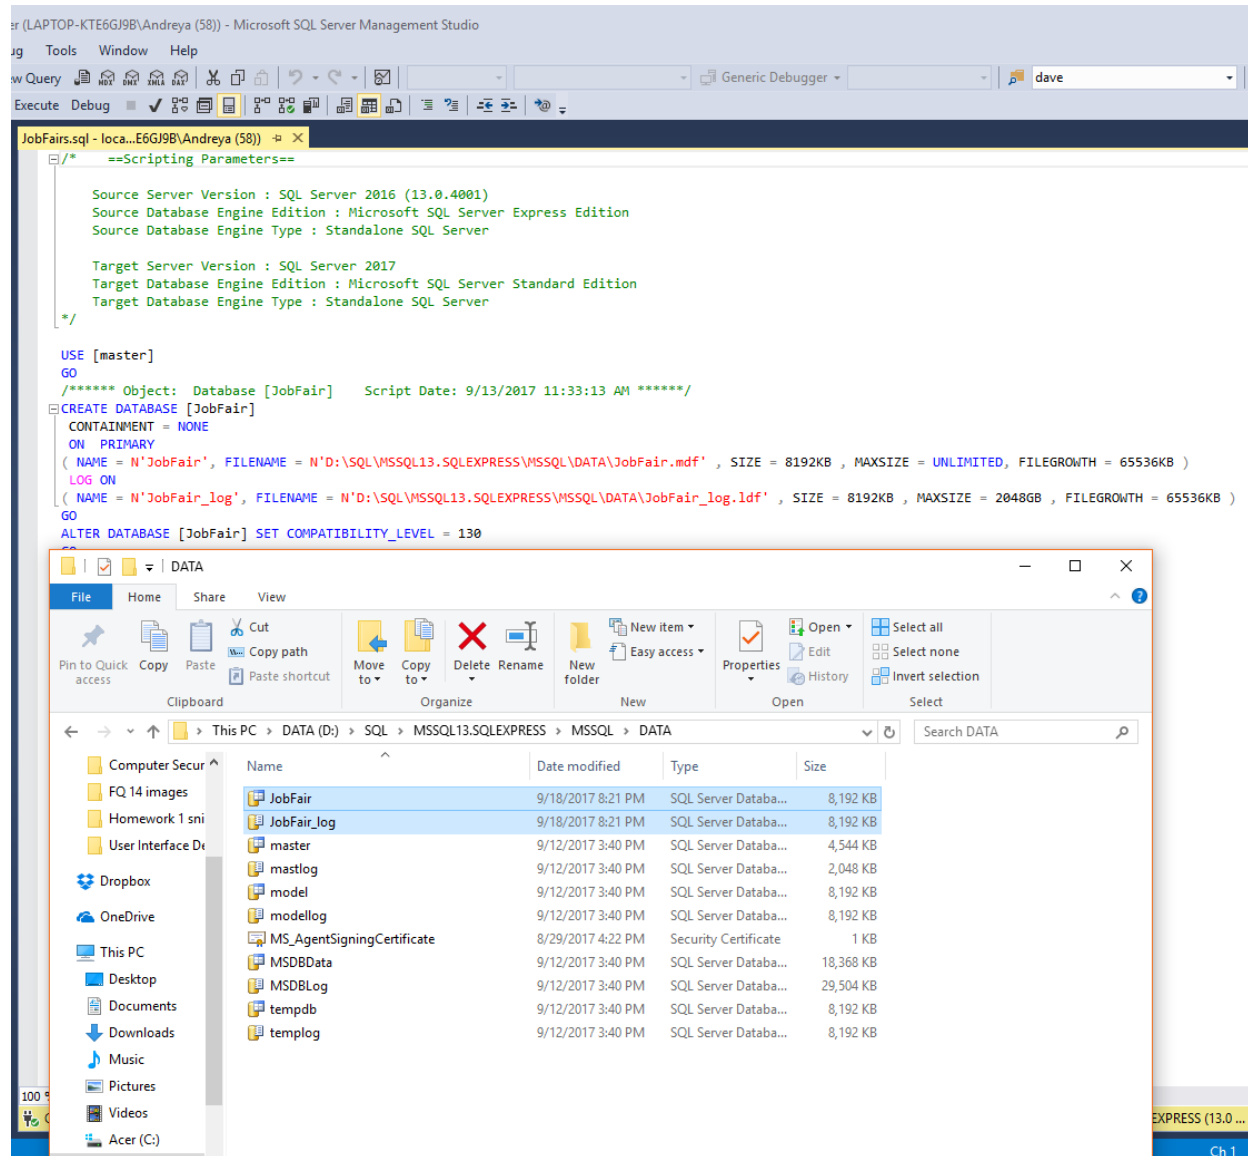 er (LAPTOP-KTE6GJ9B\Andreya (58)) - Microsoft SQL Server Management Studio
ug Tools Window Help
ew Query MDX DMX XMLA DAX Generic Debugger dave
Execute Debug
JobFairs.sql - loca...E6GJ9B\Andreya (58))
/* ==Scripting Parameters==
Source Server Version : SQL Server 2016 (13.0.4001)
Source Database Engine Edition : Microsoft SQL Server Express Edition
Source Database Engine Type : Standalone SQL Server
Target Server Version : SQL Server 2017
Target Database Engine Edition : Microsoft SQL Server Standard Edition
Target Database Engine Type : Standalone SQL Server
*/
USE [master]
GO
/****** Object:  Database [JobFair]    Script Date: 9/13/2017 11:33:13 AM ******/
CREATE DATABASE [JobFair]
CONTAINMENT = NONE
ON  PRIMARY
( NAME = N'JobFair', FILENAME = N'D:\SQL\MSSQL13.SQLEXPRESS\MSSQL\DATA\JobFair.mdf' , SIZE = 8192KB , MAXSIZE = UNLIMITED, FILEGROWTH = 65536KB )
LOG ON
( NAME = N'JobFair_log', FILENAME = N'D:\SQL\MSSQL13.SQLEXPRESS\MSSQL\DATA\JobFair_log.ldf' , SIZE = 8192KB , MAXSIZE = 2048GB , FILEGROWTH = 65536KB )
GO
ALTER DATABASE [JobFair] SET COMPATIBILITY_LEVEL = 130
DATA
File Home Share View
Pin to Quick access
Copy
Paste
Cut
Copy path
Paste shortcut
Move to
Copy to
Delete
Rename
New folder
New item
Easy access
Properties
Open
Edit
History
Select all
Select none
Invert selection
Clipboard Organize New Open Select
This PC > DATA (D:) > SQL > MSSQL13.SQLEXPRESS > MSSQL > DATA
Search DATA
Computer Secur
FQ 14 images
Homework 1 sni
User Interface De
Dropbox
OneDrive
This PC
Desktop
Documents
Downloads
Music
Pictures
Videos
Acer (C:)
Name Date modified Type Size
JobFair 9/18/2017 8:21 PM SQL Server Databa... 8,192 KB
JobFair_log 9/18/2017 8:21 PM SQL Server Databa... 8,192 KB
master 9/12/2017 3:40 PM SQL Server Databa... 4,544 KB
mastlog 9/12/2017 3:40 PM SQL Server Databa... 2,048 KB
model 9/12/2017 3:40 PM SQL Server Databa... 8,192 KB
modellog 9/12/2017 3:40 PM SQL Server Databa... 8,192 KB
MS_AgentSigningCertificate 8/29/2017 4:22 PM Security Certificate 1 KB
MSDBData 9/12/2017 3:40 PM SQL Server Databa... 18,368 KB
MSDBLog 9/12/2017 3:40 PM SQL Server Databa... 29,504 KB
tempdb 9/12/2017 3:40 PM SQL Server Databa... 8,192 KB
templog 9/12/2017 3:40 PM SQL Server Databa... 8,192 KB
100
EXPRESS (13.0 ...
Ch 1